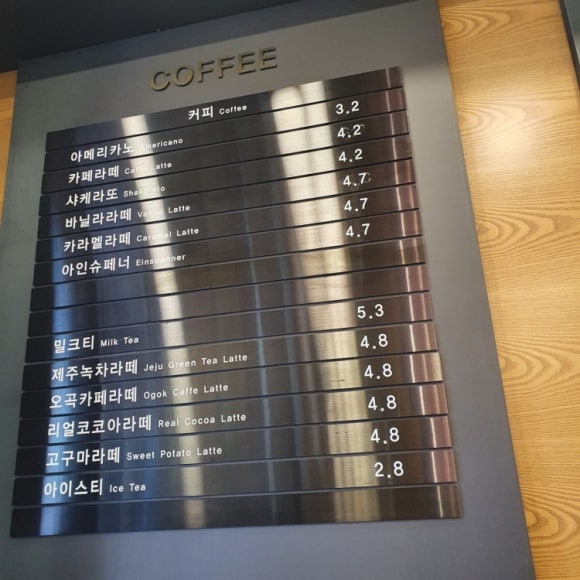 COFFEE
커피 Coffee
아메리카노 Americano 3.2
카페라떼 Caffe Latte 4.2
샤케라또 Shakerato 4.2
바닐라라떼 Vanilla Latte 4.7
카라멜라떼 Caramel Latte 4.7
아인슈페너 Einspanner 4.7
밀크티 Milk Tea 5.3
제주녹차라떼 Jeju Green Tea Latte 4.8
오곡카페라떼 Ogok Caffe Latte 4.8
리얼코코아라떼 Real Cocoa Latte 4.8
고구마라떼 Sweet Potato Latte 4.8
아이스티 Ice Tea 2.8